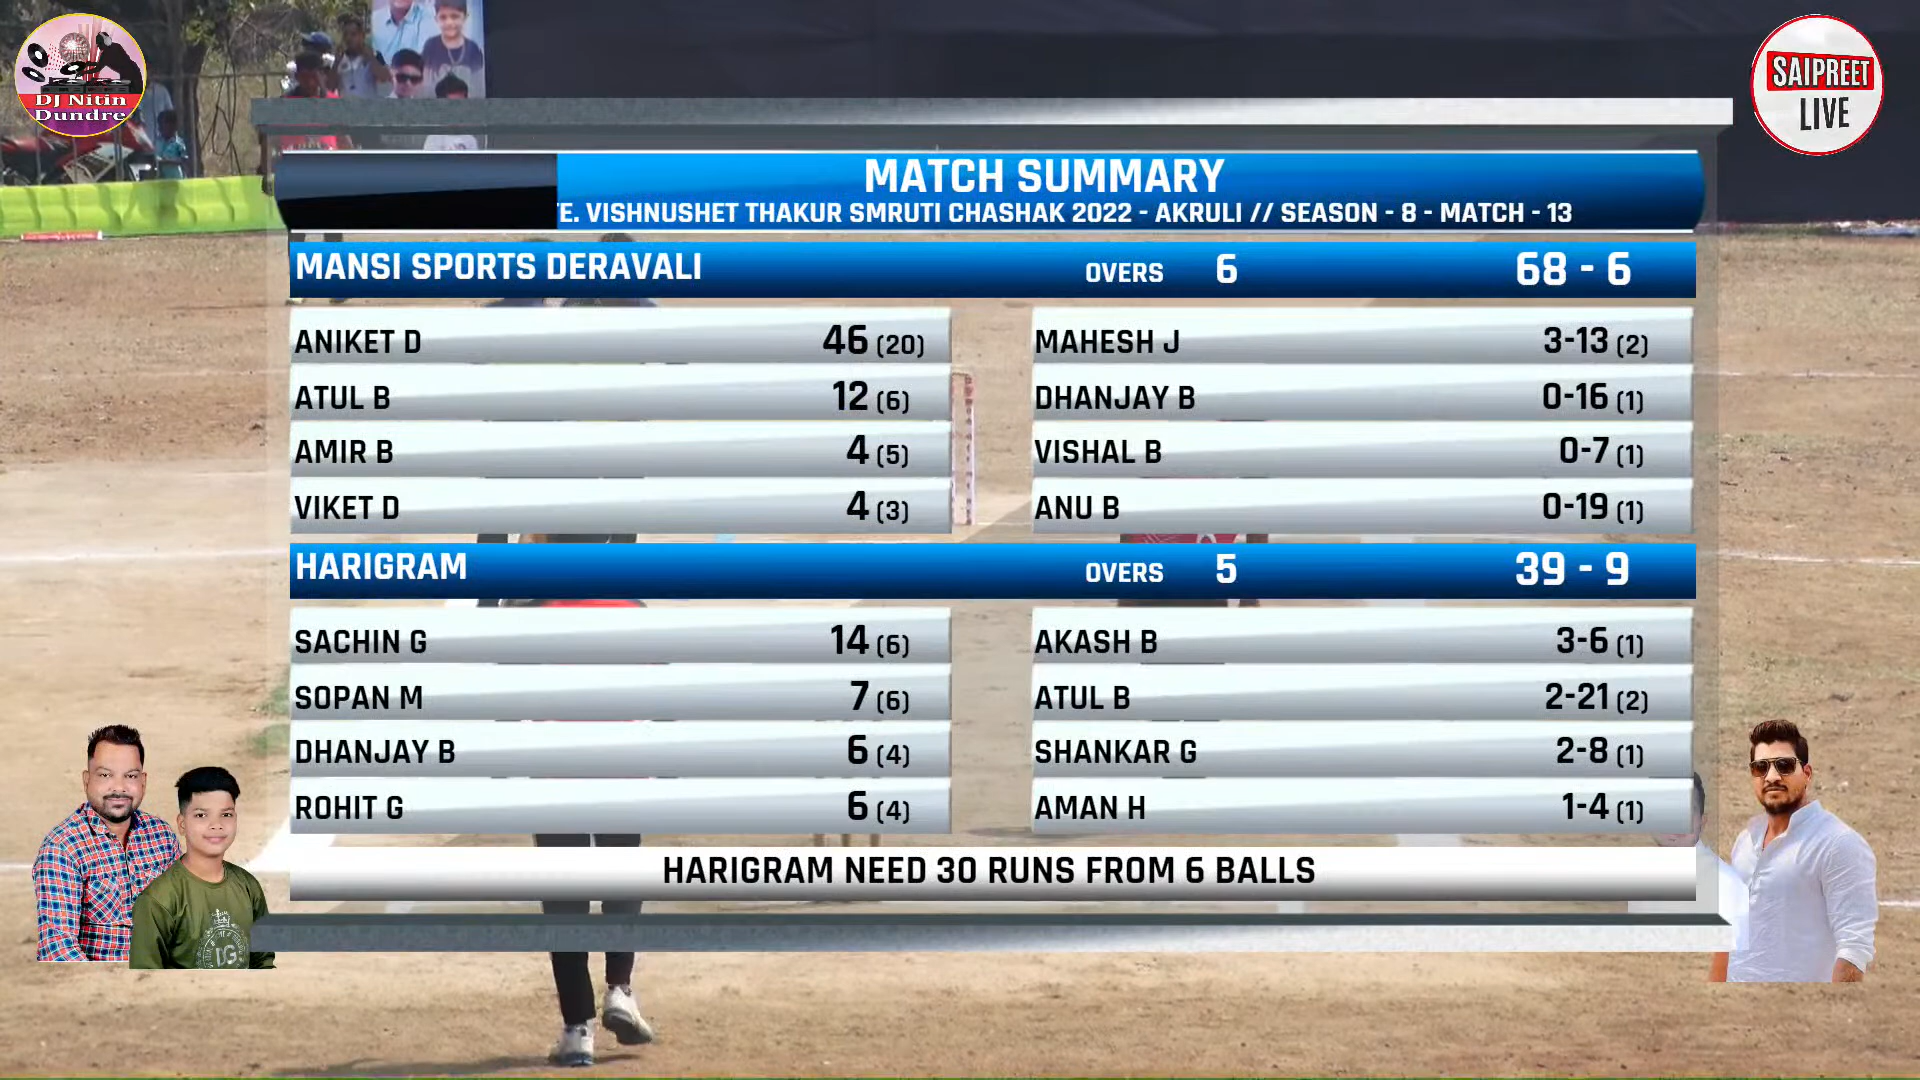 DJ Nitin
Dundre
SAIPREET
LIVE
MATCH SUMMARY
E. VISHNUSHET THAKUR SMRUTI CHASHAK 2022 - AKRULI // SEASON - 8 - MATCH - 13
MANSI SPORTS DERAVALI OVERS 6 68 - 6
ANIKET D 46 (20) MAHESH J 3-13 (2)
ATUL B 12 (6) DHANJAY B 0-16 (1)
AMIR B 4 (5) VISHAL B 0-7 (1)
VIKET D 4 (3) ANU B 0-19 (1)
HARIGRAM OVERS 5 39 - 9
SACHIN G 14 (6) AKASH B 3-6 (1)
SOPAN M 7 (6) ATUL B 2-21 (2)
DHANJAY B 6 (4) SHANKAR G 2-8 (1)
ROHIT G 6 (4) AMAN H 1-4 (1)
HARIGRAM NEED 30 RUNS FROM 6 BALLS
DG